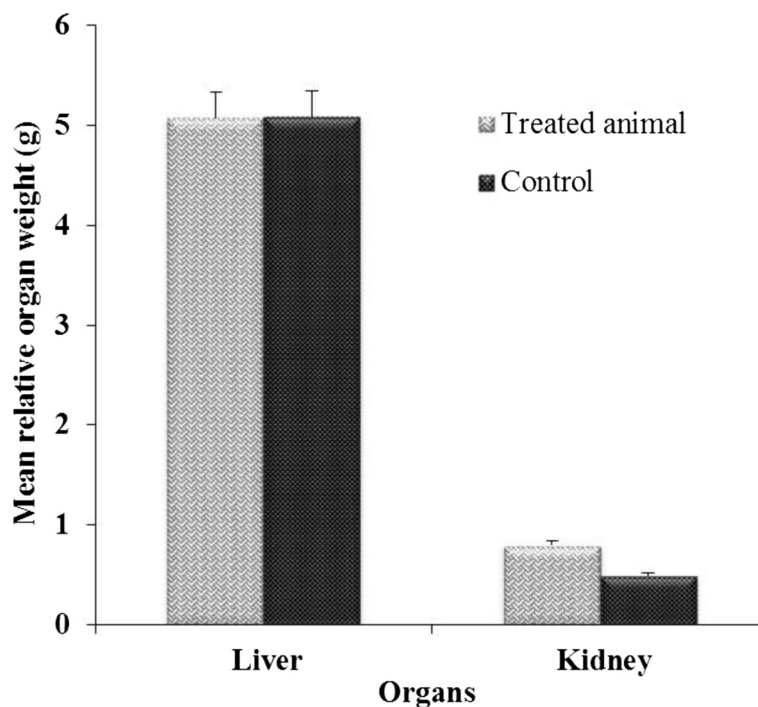 Mean relative organ weight (g)
6
5
4
3
2
1
0
Treated animal
Control
Liver
Kidney
Organs